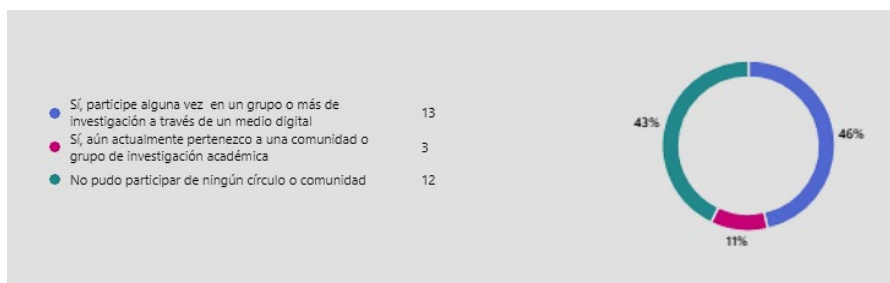 Sí, participe alguna vez en un grupo o más de
investigación a través de un medio digital
13
Sí, aún actualmente pertenezco a una comunidad o
grupo de investigación académica
3
No pudo participar de ningún círculo o comunidad
12
43%
46%
11%